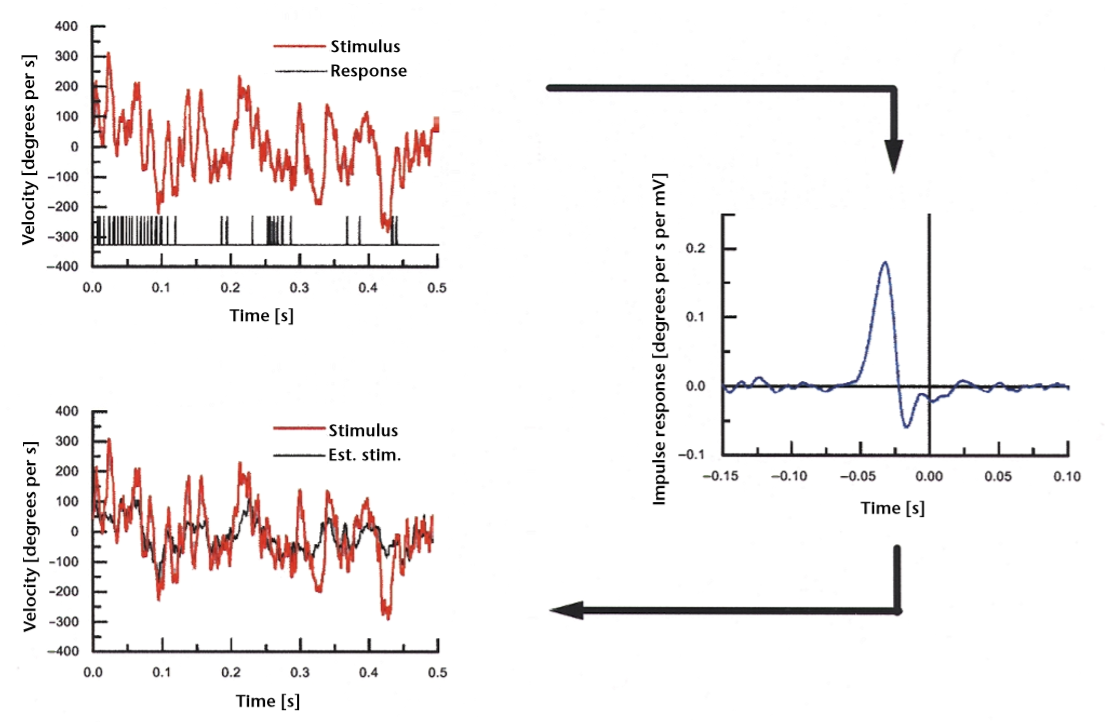 400
300
200
100
0
−100
−200
−300
−400
Velocity [degrees per s]
Stimulus
Response
0.0 0.1 0.2 0.3 0.4 0.5
Time [s]
Impulse response [degrees per s per mV]
0.2
0.1
0.0
−0.1
−0.15 −0.10 −0.05 0.00 0.05 0.10
Time [s]
400
300
200
100
0
−100
−200
−300
−400
Velocity [degrees per s]
Stimulus
Est. stim.
0.0 0.1 0.2 0.3 0.4 0.5
Time [s]